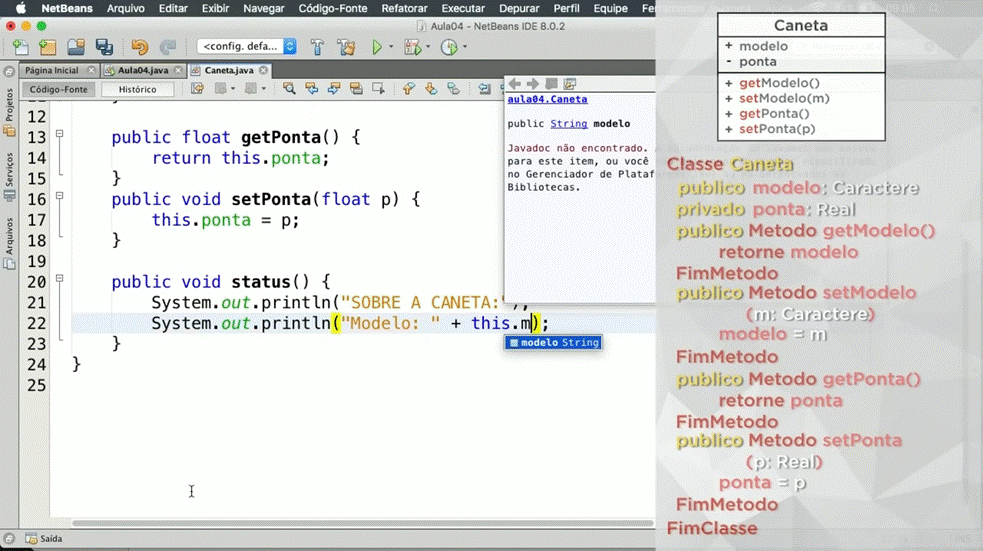 NetBeans Arquivo Editar Exibir Navegar Código-Fonte Refatorar Executar Depurar Perfil Equipe
Aula04 - NetBeans IDE 8.0.2
<config. defa...
Página Inicial Aula04.java Caneta.java
Código-Fonte Histórico
Projetos
Serviços
Arquivos
12
13 public float getPonta() {
14 return this.ponta;
15 }
16 public void setPonta(float p) {
17 this.ponta = p;
18 }
19
20 public void status() {
21 System.out.println("SOBRE A CANETA:");
22 System.out.println("Modelo: " + this.m);
23 }
24 }
25
modelo String
aula04.Caneta
public String modelo
Javadoc não encontrado.
para este item, ou você
no Gerenciador de Plataf
Bibliotecas.
Saída
Caneta
+ modelo
- ponta
+ getModelo()
+ setModelo(m)
+ getPonta()
+ setPonta(p)
Classe Caneta
publico modelo: Caractere
privado ponta: Real
publico Metodo getModelo()
retorne modelo
FimMetodo
publico Metodo setModelo
(m: Caractere)
modelo = m
FimMetodo
publico Metodo getPonta()
retorne ponta
FimMetodo
publico Metodo setPonta
(p: Real)
ponta = p
FimMetodo
FimClasse